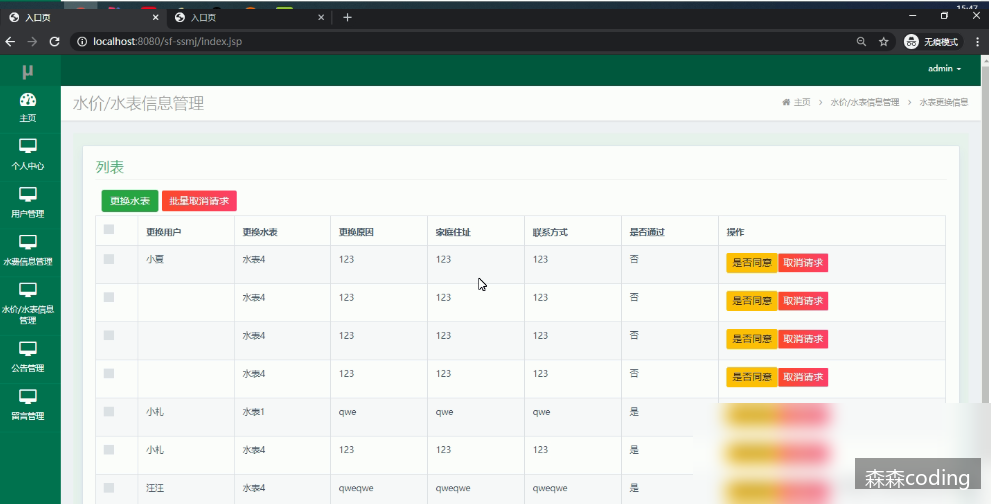 15:47
入口页
入口页
localhost:8080/sf-ssmj/index.jsp
无痕模式
μ
admin
主页
个人中心
用户管理
水费信息管理
水价/水表信息管理
公告管理
留言管理
水价/水表信息管理
主页 > 水价/水表信息管理 > 水表更换信息
列表
更换水表 批量取消请求
更换用户 更换水表 更换原因 家庭住址 联系方式 是否通过 操作
小夏 水表4 123 123 123 否 是否同意 取消请求
水表4 123 123 123 否 是否同意 取消请求
水表4 123 123 123 否 是否同意 取消请求
水表4 123 123 123 否 是否同意 取消请求
小札 水表1 qwe qwe qwe 是
小札 水表4 123 123 123 是
汪汪 水表4 qweqwe qweqwe qweqwe 是
森森coding